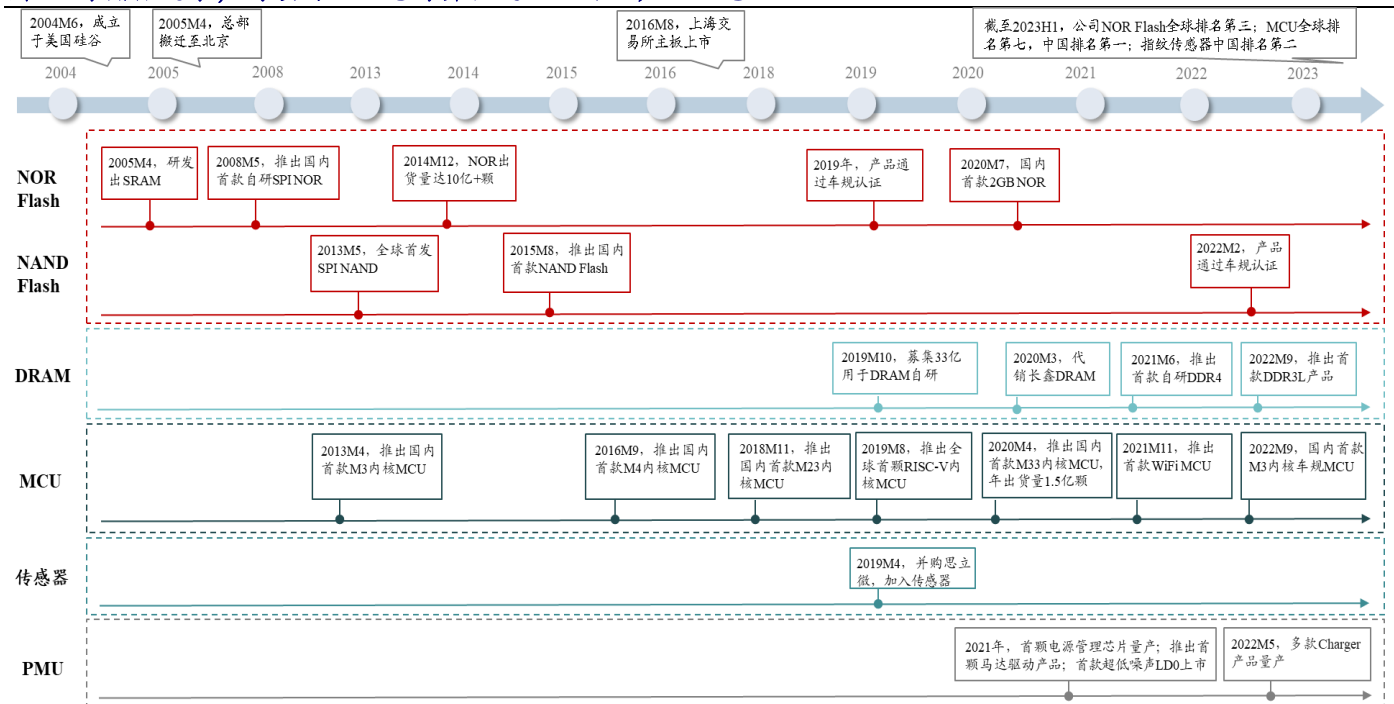 2004M6，成立
于美国硅谷
2005M4，总部
搬迁至北京
2016M8，上海交
易所主板上市
截至2023H1，公司NOR Flash全球排名第三；MCU全球排
名第七，中国排名第一；指纹传感器中国排名第二
2004 2005 2008 2013 2014 2015 2016 2018 2019 2020 2021 2022 2023
NOR
Flash
2005M4，研发
出SRAM
2008M5，推出国内
首款自研SPI NOR
2014M12，NOR出
货量达10亿+颗
2019年，产品通
过车规认证
2020M7，国内
首款2GB NOR
NAND
Flash
2013M5，全球首发
SPI NAND
2015M8，推出国内
首款NAND Flash
2022M2，产品
通过车规认证
DRAM
2019M10，募集33亿
用于DRAM自研
2020M3，代
销长鑫DRAM
2021M6，推出
首款自研DDR4
2022M9，推出首
款DDR3L产品
MCU
2013M4，推出国内
首款M3内核MCU
2016M9，推出国内
首款M4内核MCU
2018M11，推出
国内首款M23内
核MCU
2019M8，推出全
球首颗RISC-V内
核MCU
2020M4，推出国内
首款M33内核MCU，
年出货量1.5亿颗
2021M11，推出
首款WiFi MCU
2022M9，国内首款
M3内核车规MCU
传感器
2019M4，并购思立
微，加入传感器
PMU
2021年，首颗电源管理芯片量产；推出首
颗马达驱动产品；首款超低噪声LD0上市
2022M5，多款Charger
产品量产